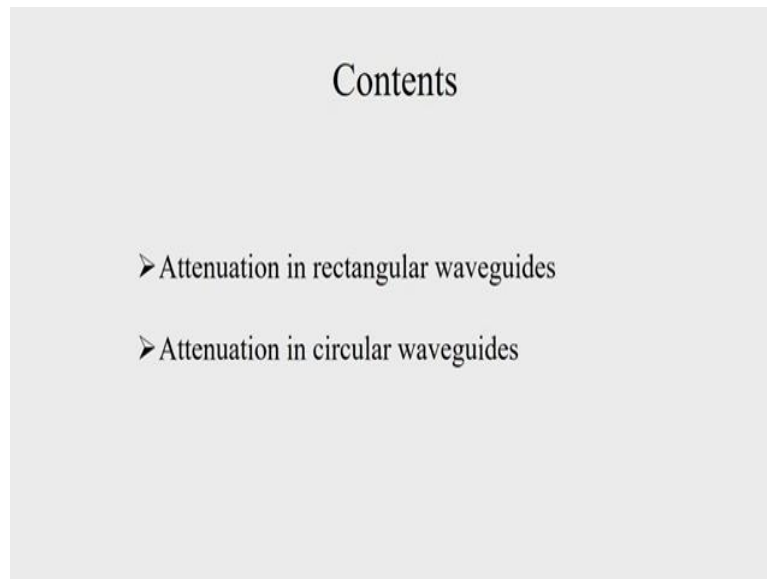 Contents
➢Attenuation in rectangular waveguides
➢Attenuation in circular waveguides